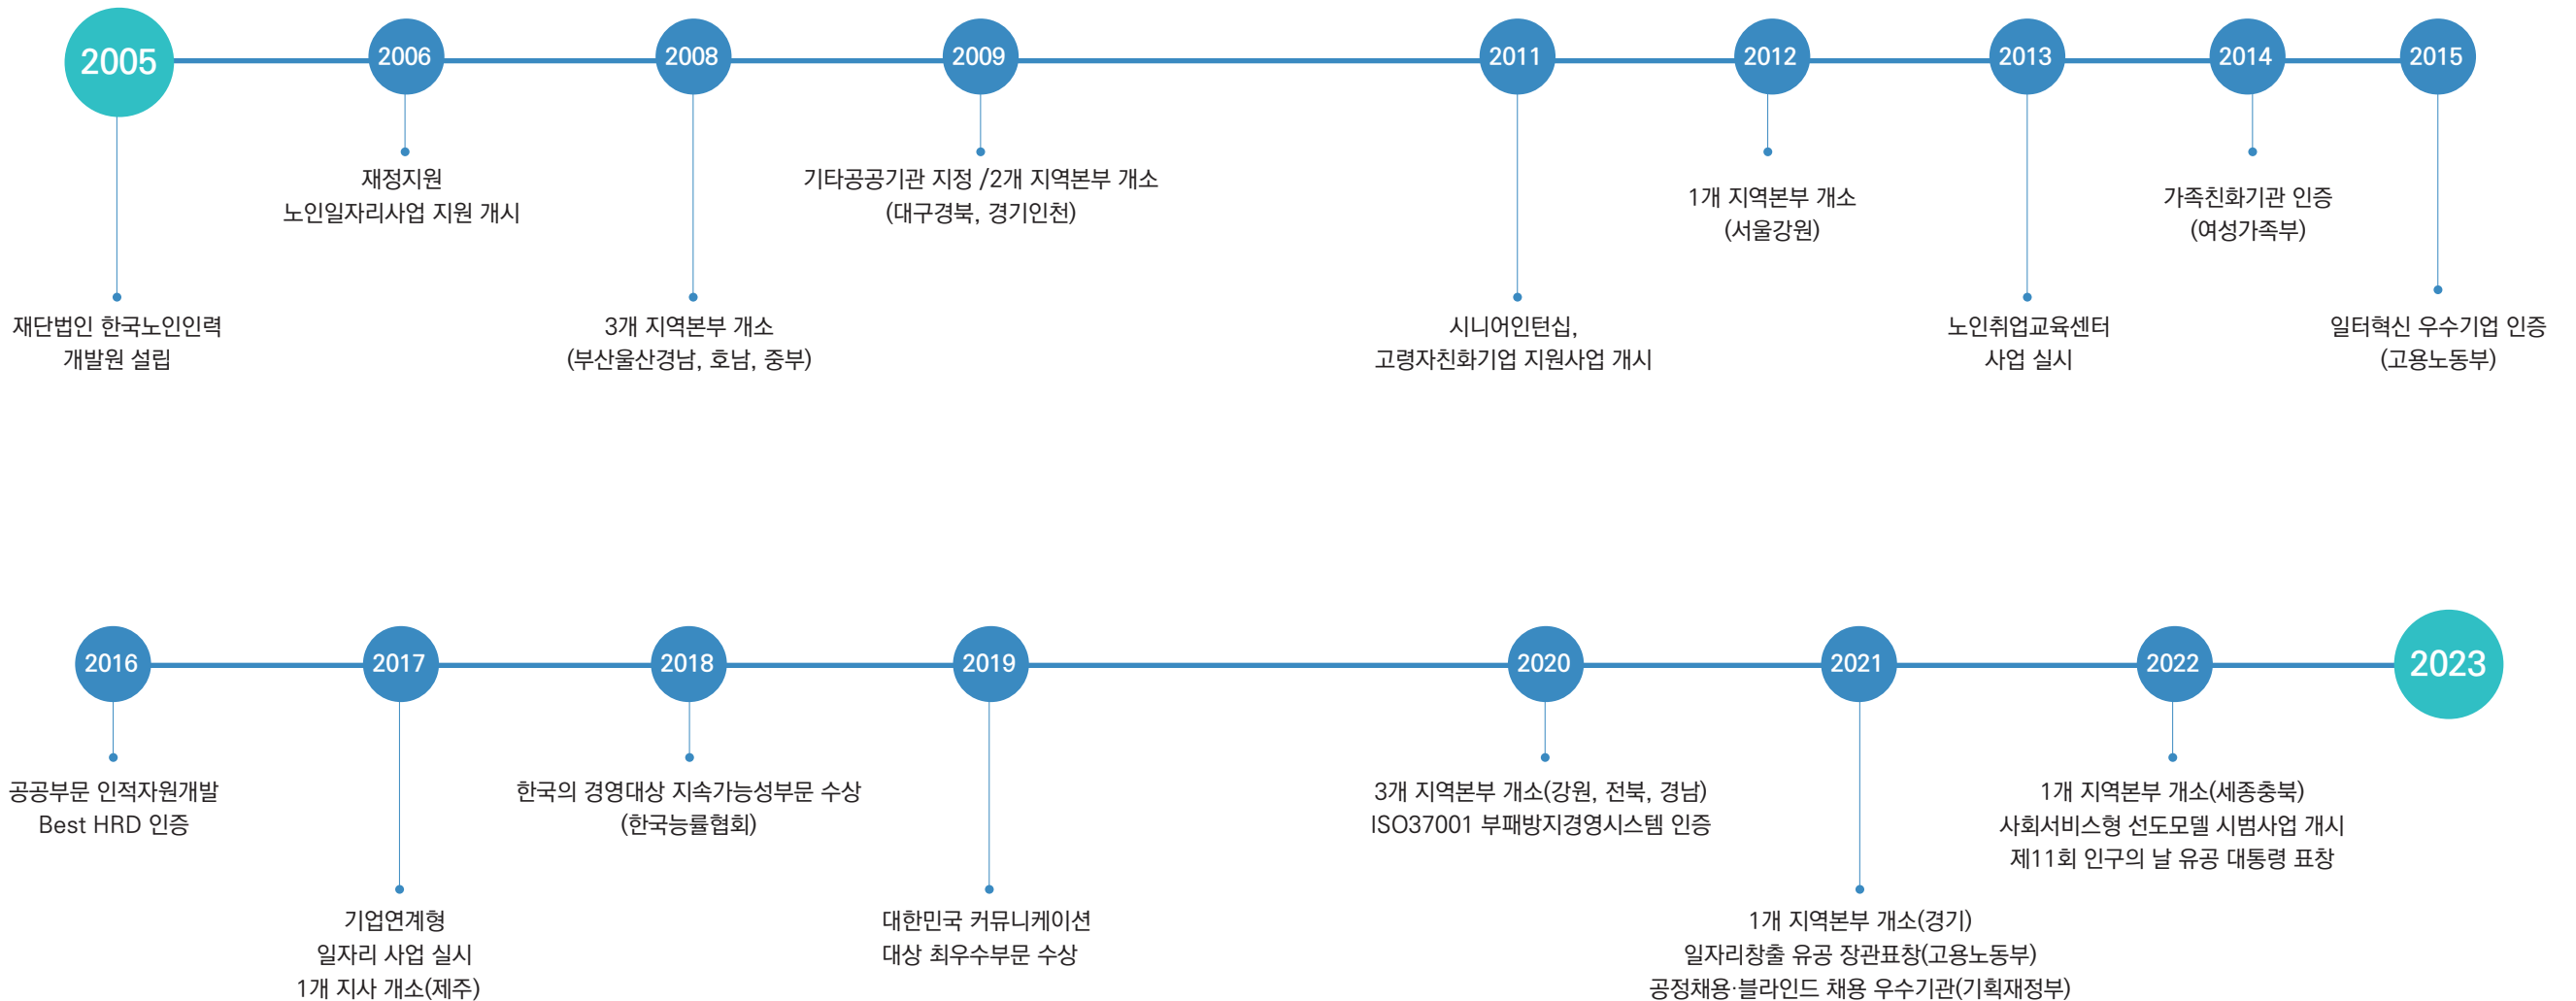 2005
재단법인 한국노인인력
개발원 설립
2006
재정지원
노인일자리사업 지원 개시
2008
3개 지역본부 개소
(부산울산경남, 호남, 중부)
2009
기타공공기관 지정 /2개 지역본부 개소
(대구경북, 경기인천)
2011
시니어인턴십,
고령자친화기업 지원사업 개시
2012
1개 지역본부 개소
(서울강원)
2013
노인취업교육센터
사업 실시
2014
가족친화기관 인증
(여성가족부)
2015
일터혁신 우수기업 인증
(고용노동부)
2016
공공부문 인적자원개발
Best HRD 인증
2017
기업연계형
일자리 사업 실시
1개 지사 개소(제주)
2018
한국의 경영대상 지속가능성부문 수상
(한국능률협회)
2019
대한민국 커뮤니케이션
대상 최우수부문 수상
2020
3개 지역본부 개소(강원, 전북, 경남)
ISO37001 부패방지경영시스템 인증
2021
1개 지역본부 개소(경기)
일자리창출 유공 장관표창(고용노동부)
공정채용·블라인드 채용 우수기관(기획재정부)
2022
1개 지역본부 개소(세종충북)
사회서비스형 선도모델 시범사업 개시
제11회 인구의 날 유공 대통령 표창
2023